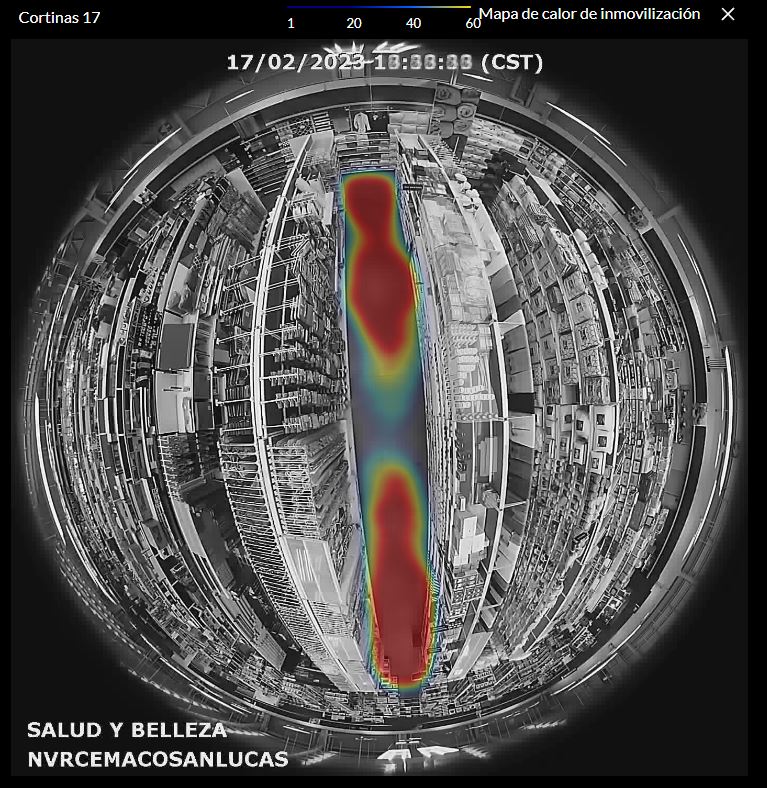 Cortinas 17
1 20 40 60
Mapa de calor de inmovilización
17/02/2023 (CST)
SALUD Y BELLEZA
NVRCEMACOSANLUCAS